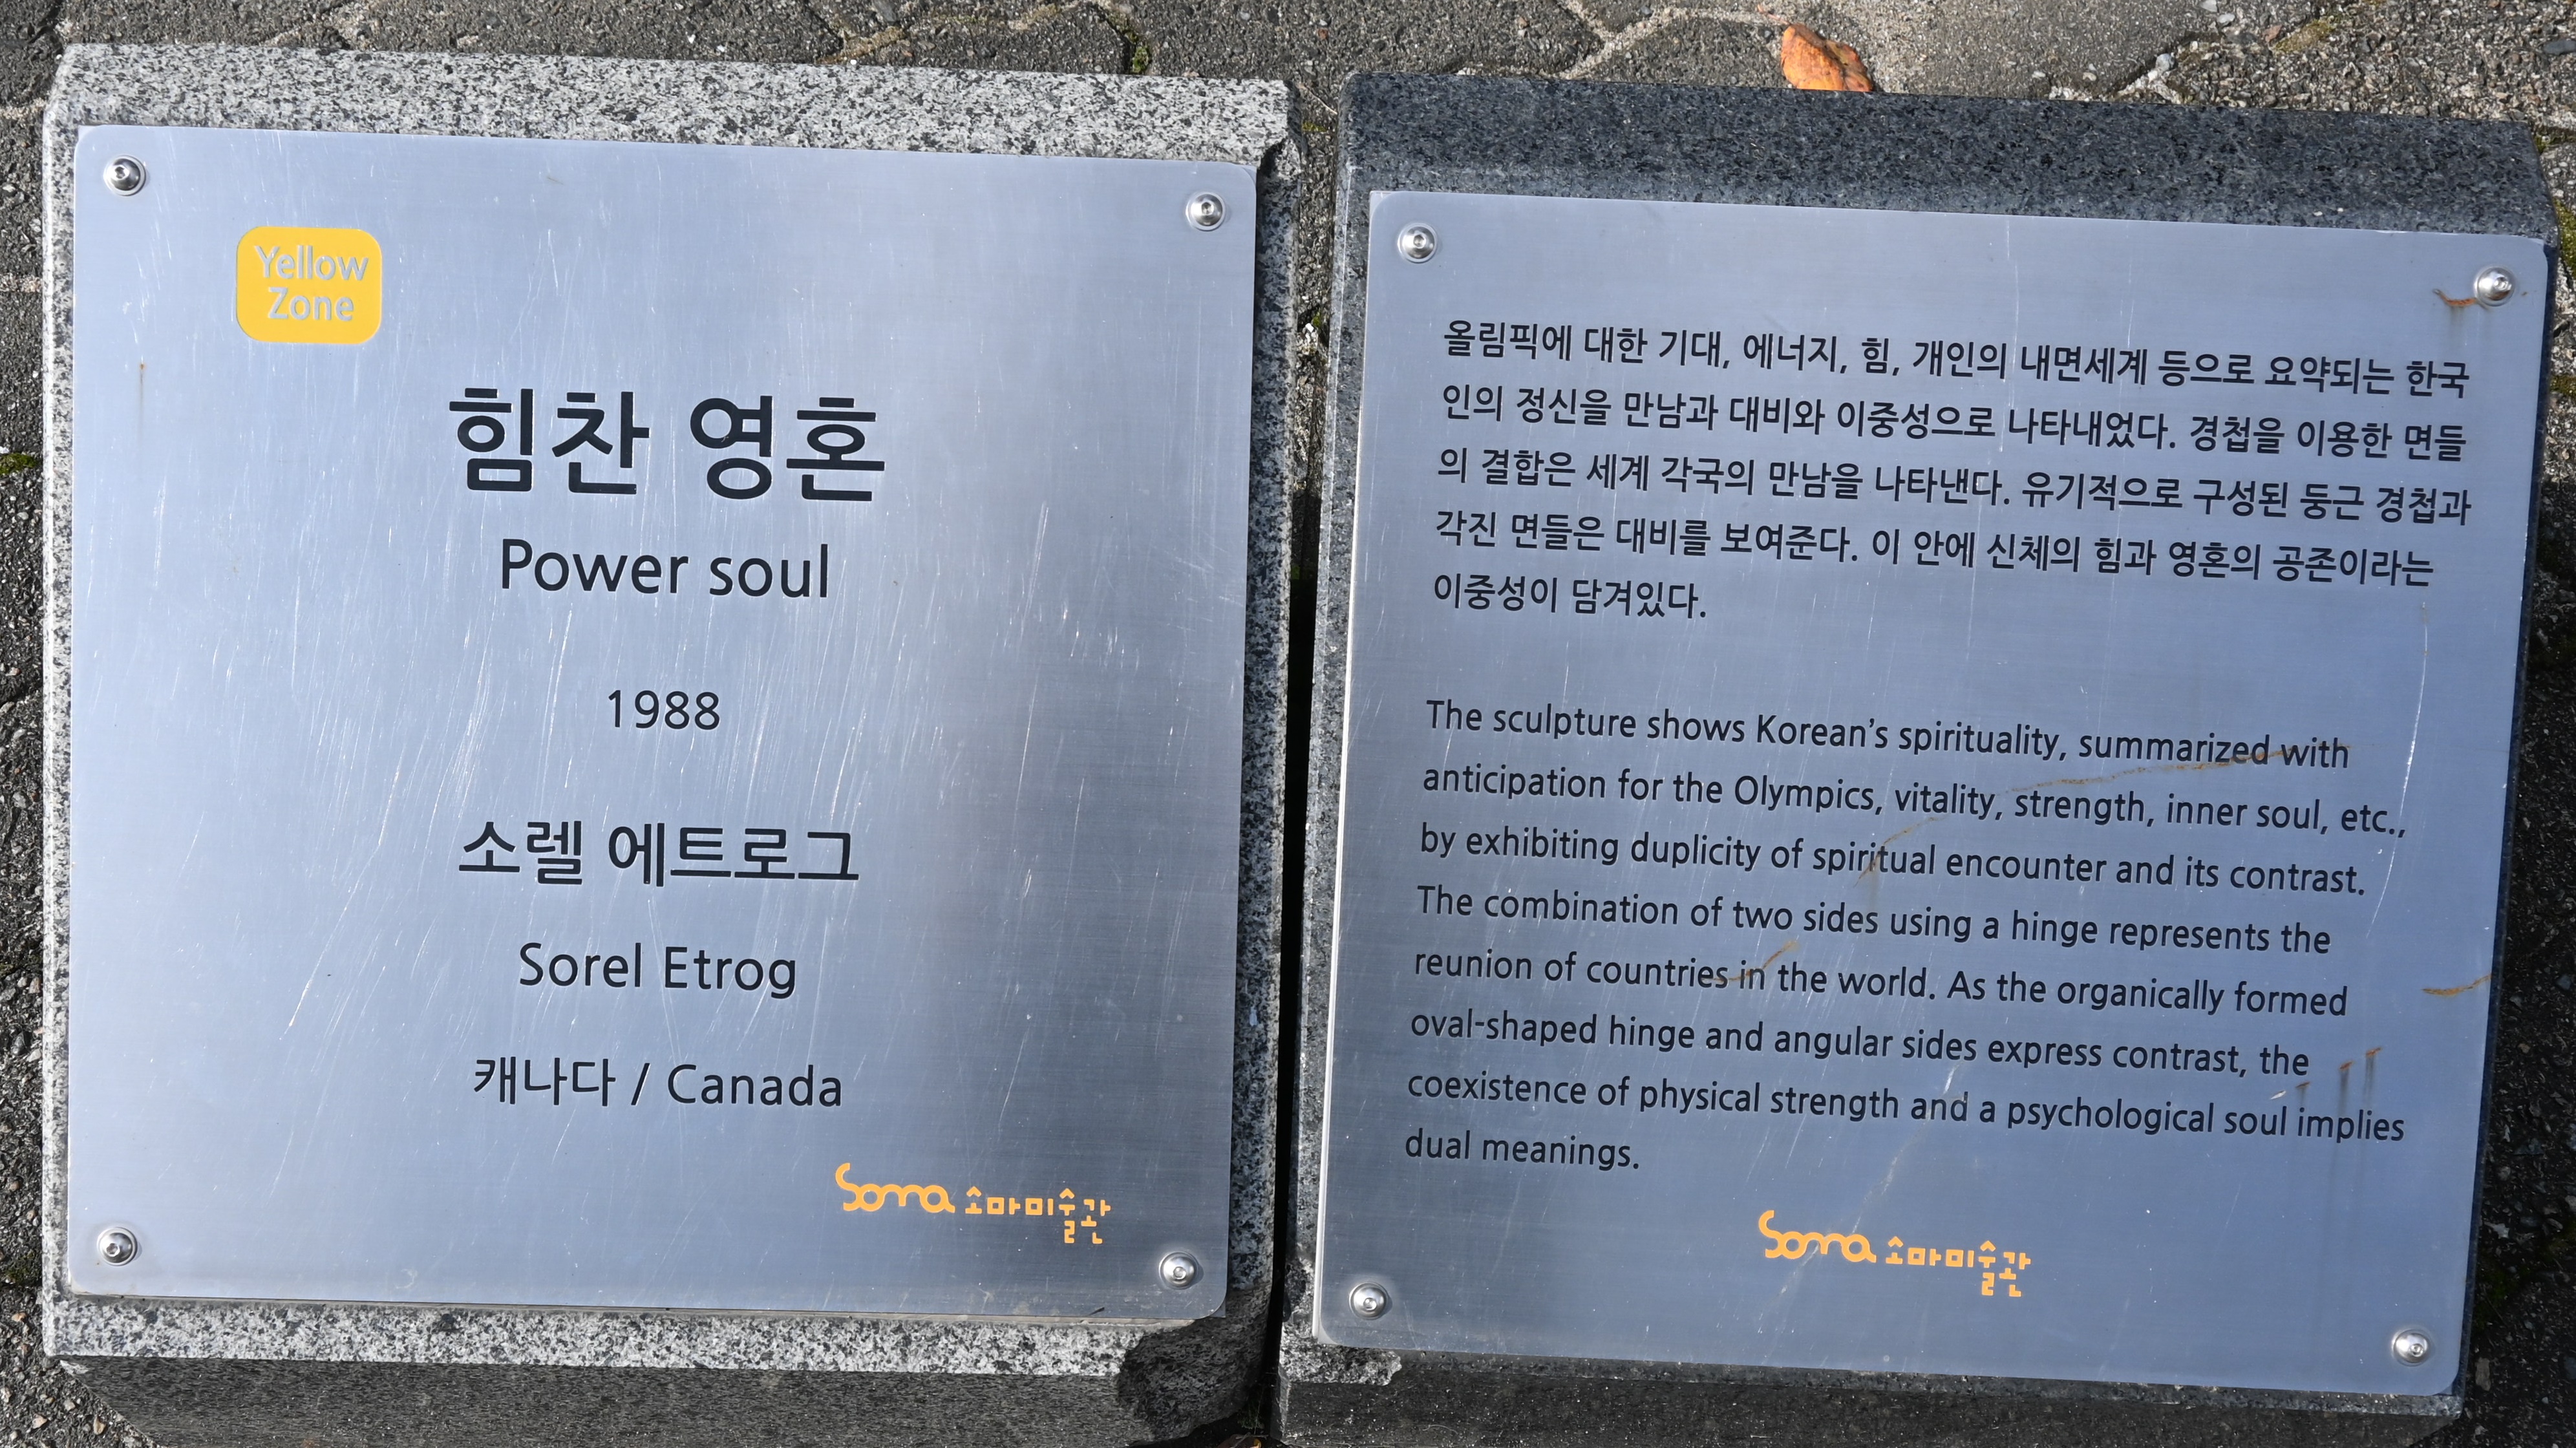 Yellow
Zone
힘찬 영혼
Power soul
1988
소렐 에트로그
Sorel Etrog
캐나다 / Canada
Soma 소마미술관
올림픽에 대한 기대, 에너지, 힘, 개인의 내면세계 등으로 요약되는 한국
인의 정신을 만남과 대비와 이중성으로 나타내었다. 경첩을 이용한 면들
의 결합은 세계 각국의 만남을 나타낸다. 유기적으로 구성된 둥근 경첩과
각진 면들은 대비를 보여준다. 이 안에 신체의 힘과 영혼의 공존이라는
이중성이 담겨있다.
The sculpture shows Korean’s spirituality, summarized with
anticipation for the Olympics, vitality, strength, inner soul, etc.,
by exhibiting duplicity of spiritual encounter and its contrast.
The combination of two sides using a hinge represents the
reunion of countries in the world. As the organically formed
oval-shaped hinge and angular sides express contrast, the
coexistence of physical strength and a psychological soul implies
dual meanings.
Soma 소마미술관